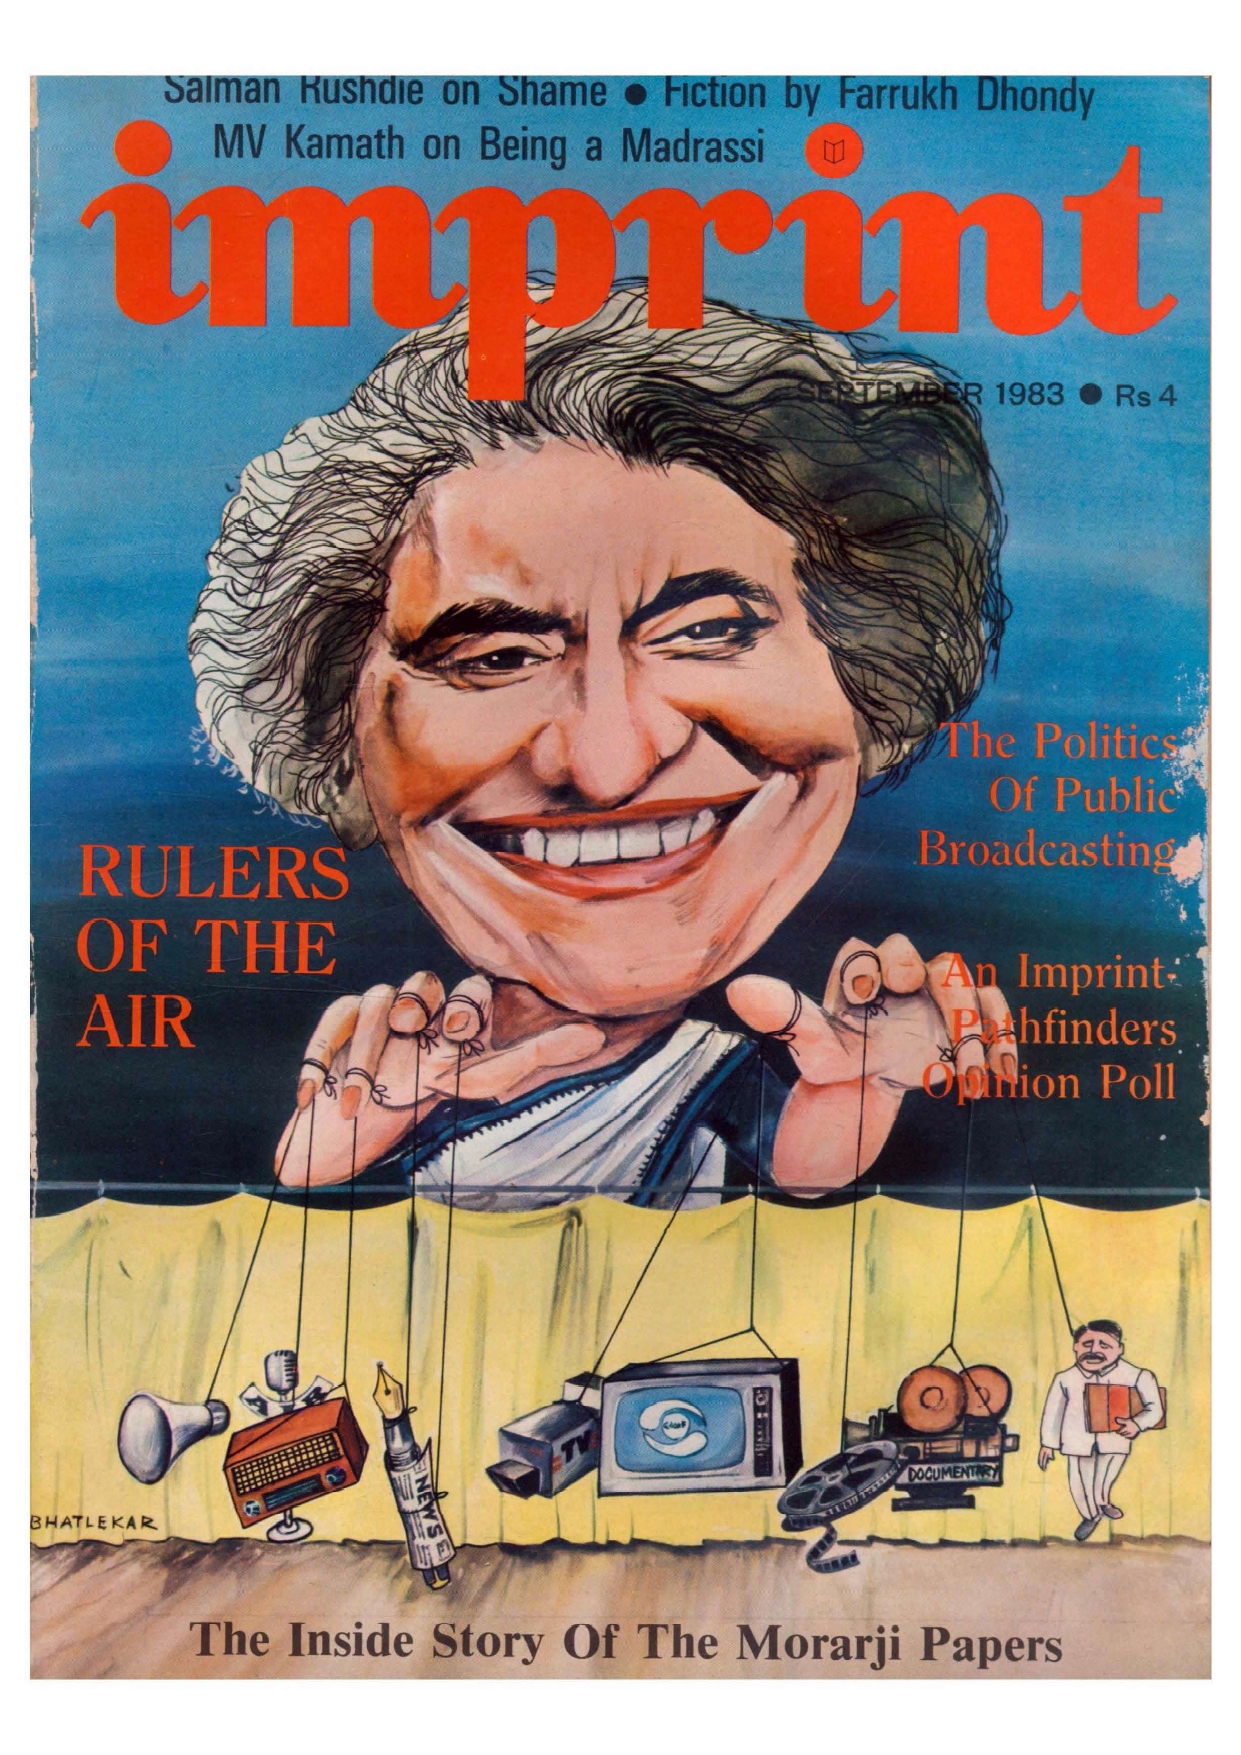 Salman Rushdie on Shame ● Fiction by Farrukh Dhondy
MV Kamath on Being a Madrassi
imprint
SEPTEMBER 1983 ● Rs 4
The Politics
Of Public
Broadcasting
RULERS
OF THE
AIR
An Imprint-
Pathfinders
Opinion Poll
TV
NEWS
DOCUMENTARY
BHATLEKAR
The Inside Story Of The Morarji Papers